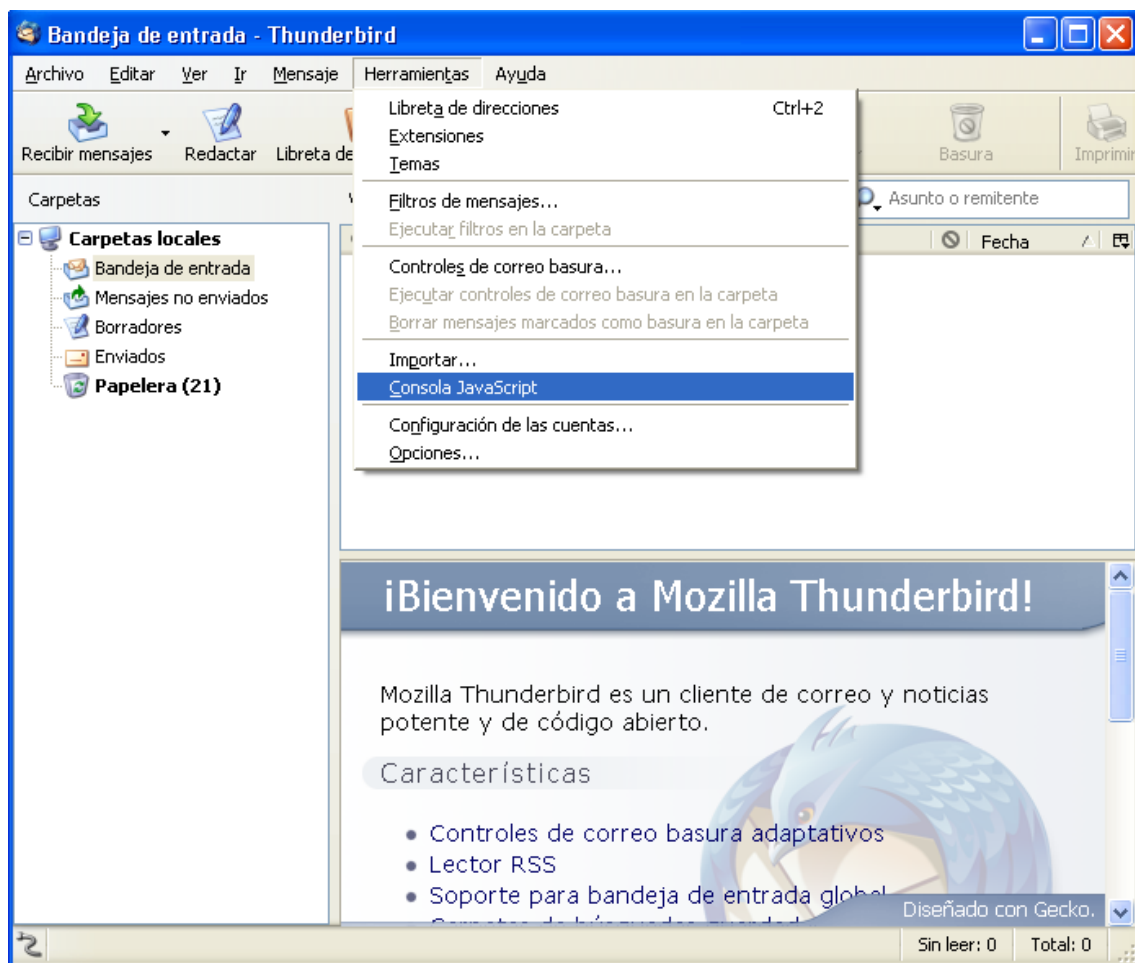 Bandeja de entrada - Thunderbird
Archivo Editar Ver Ir Mensaje Herramientas Ayuda
Recibir mensajes Redactar Libreta de Basura Imprimir
Libreta de direcciones Ctrl+2
Extensiones
Temas
Filtros de mensajes...
Ejecutar filtros en la carpeta
Controles de correo basura...
Ejecutar controles de correo basura en la carpeta
Borrar mensajes marcados como basura en la carpeta
Importar...
Consola JavaScript
Configuración de las cuentas...
Opciones...
Carpetas
Asunto o remitente
Fecha
Carpetas locales
Bandeja de entrada
Mensajes no enviados
Borradores
Enviados
Papelera (21)
¡Bienvenido a Mozilla Thunderbird!
Mozilla Thunderbird es un cliente de correo y noticias
potente y de código abierto.
Características
Controles de correo basura adaptativos
Lector RSS
Soporte para bandeja de entrada global
Diseñado con Gecko.
Sin leer: 0 Total: 0